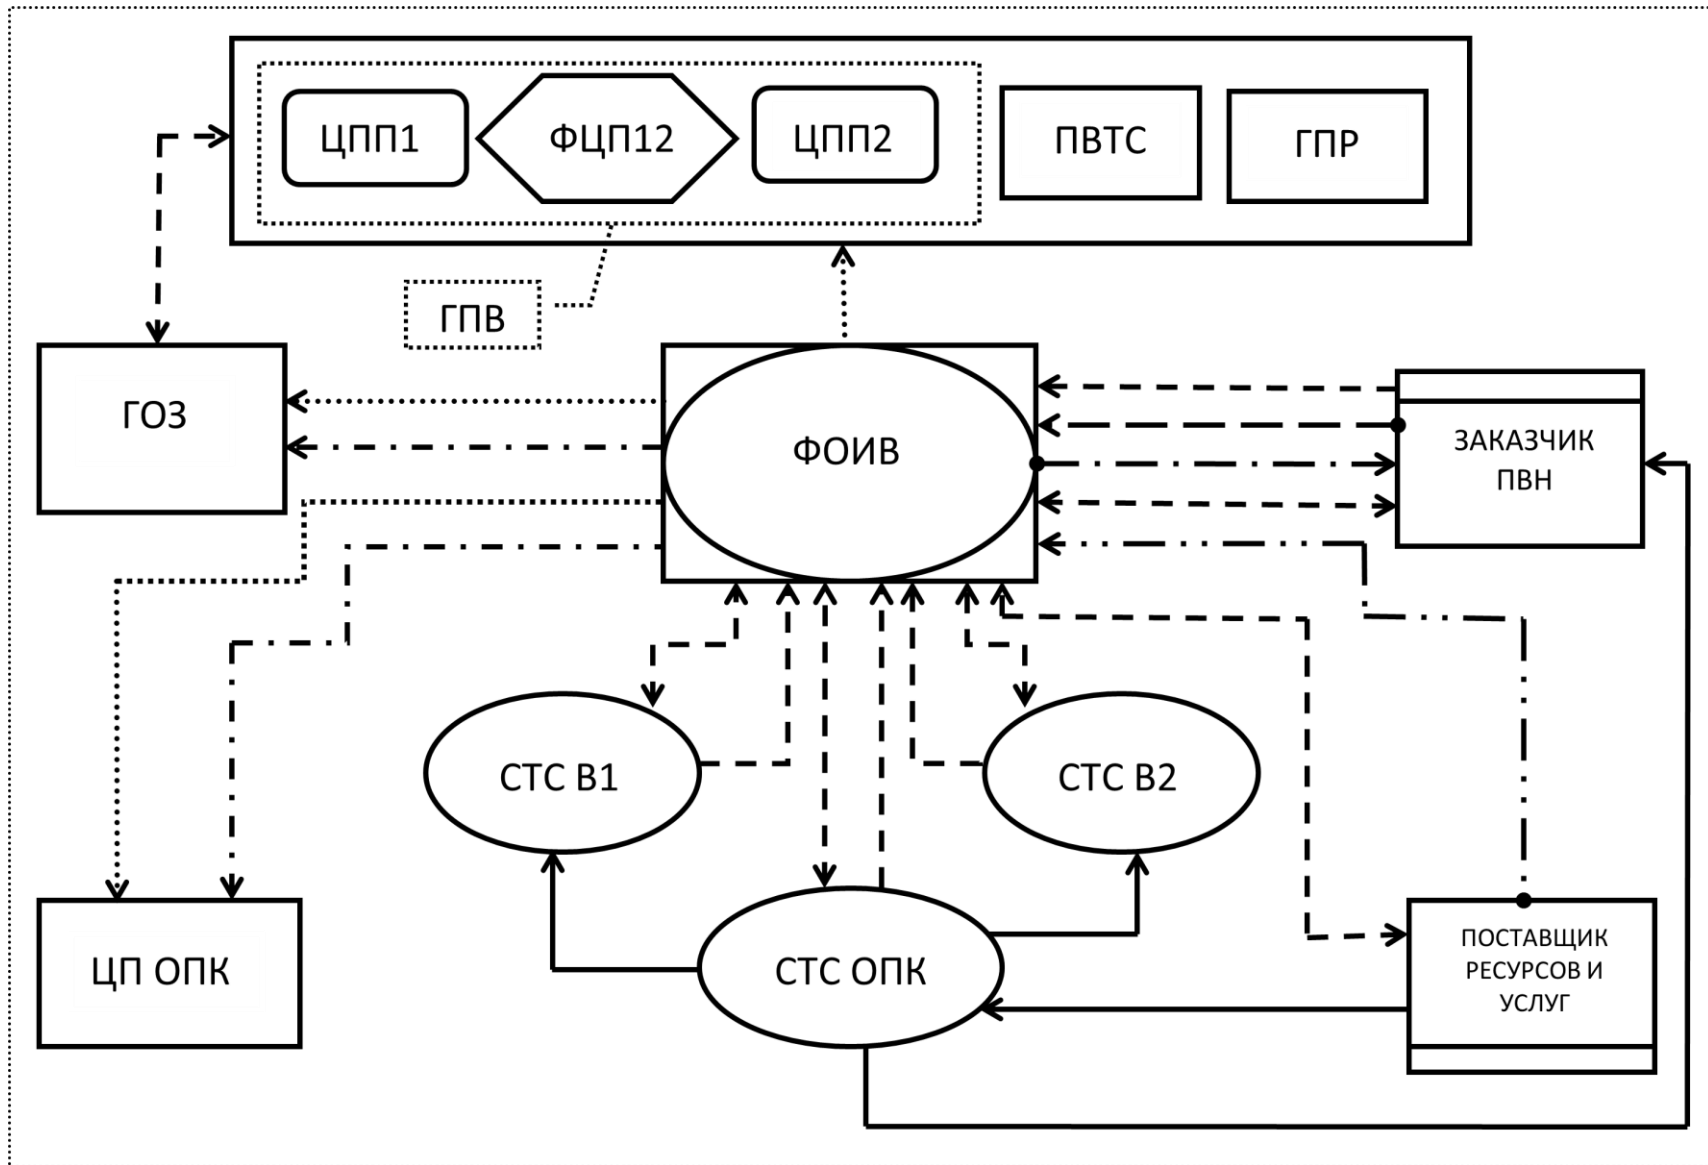 ЦПП1
ФЦП12
ЦПП2
ПВТС
ГПР
ГПВ
ГОЗ
ФОИВ
ЗАКАЗЧИК
ПВН
СТС В1
СТС В2
ЦП ОПК
СТС ОПК
ПОСТАВЩИК
РЕСУРСОВ И
УСЛУГ